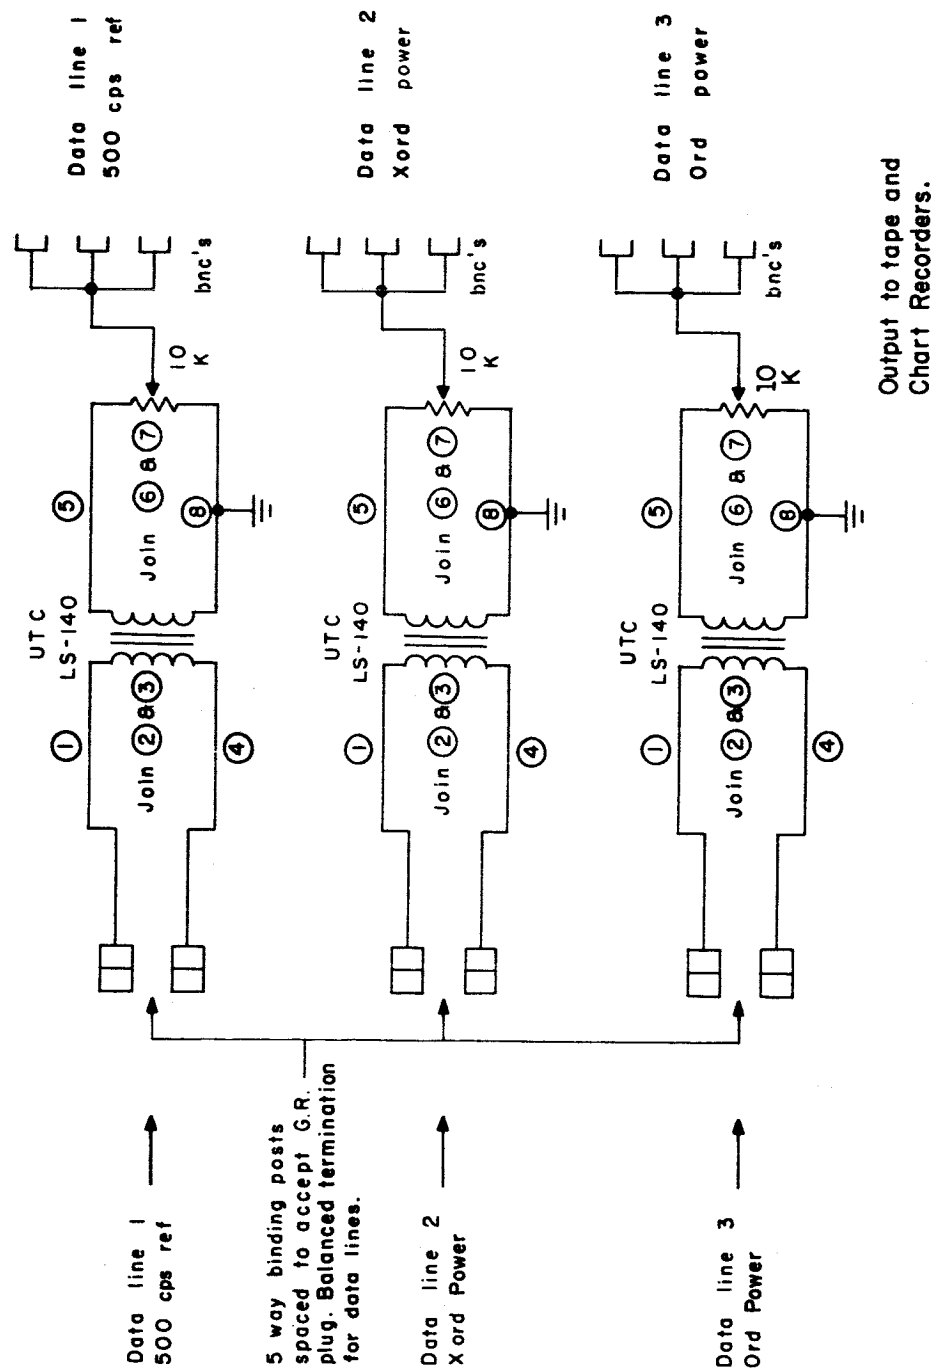 Data line 1
500 cps ref
①
Join ② & ③
④
UTC
LS-140
⑤
Join ⑥ & ⑦
⑧
10
K
bnc's
Data line 1
500 cps ref
5 way binding posts
spaced to accept G.R.
plug. Balanced termination
for data lines.
Data line 2
Xord Power
①
Join ② & ③
④
UTC
LS-140
⑤
Join ⑥ & ⑦
⑧
10
K
bnc's
Data line 2
Xord power
Data line 3
Ord Power
①
Join ② & ③
④
UTC
LS-140
⑤
Join ⑥ & ⑦
⑧
10
K
bnc's
Data line 3
Ord power
Output to tape and
Chart Recorders.